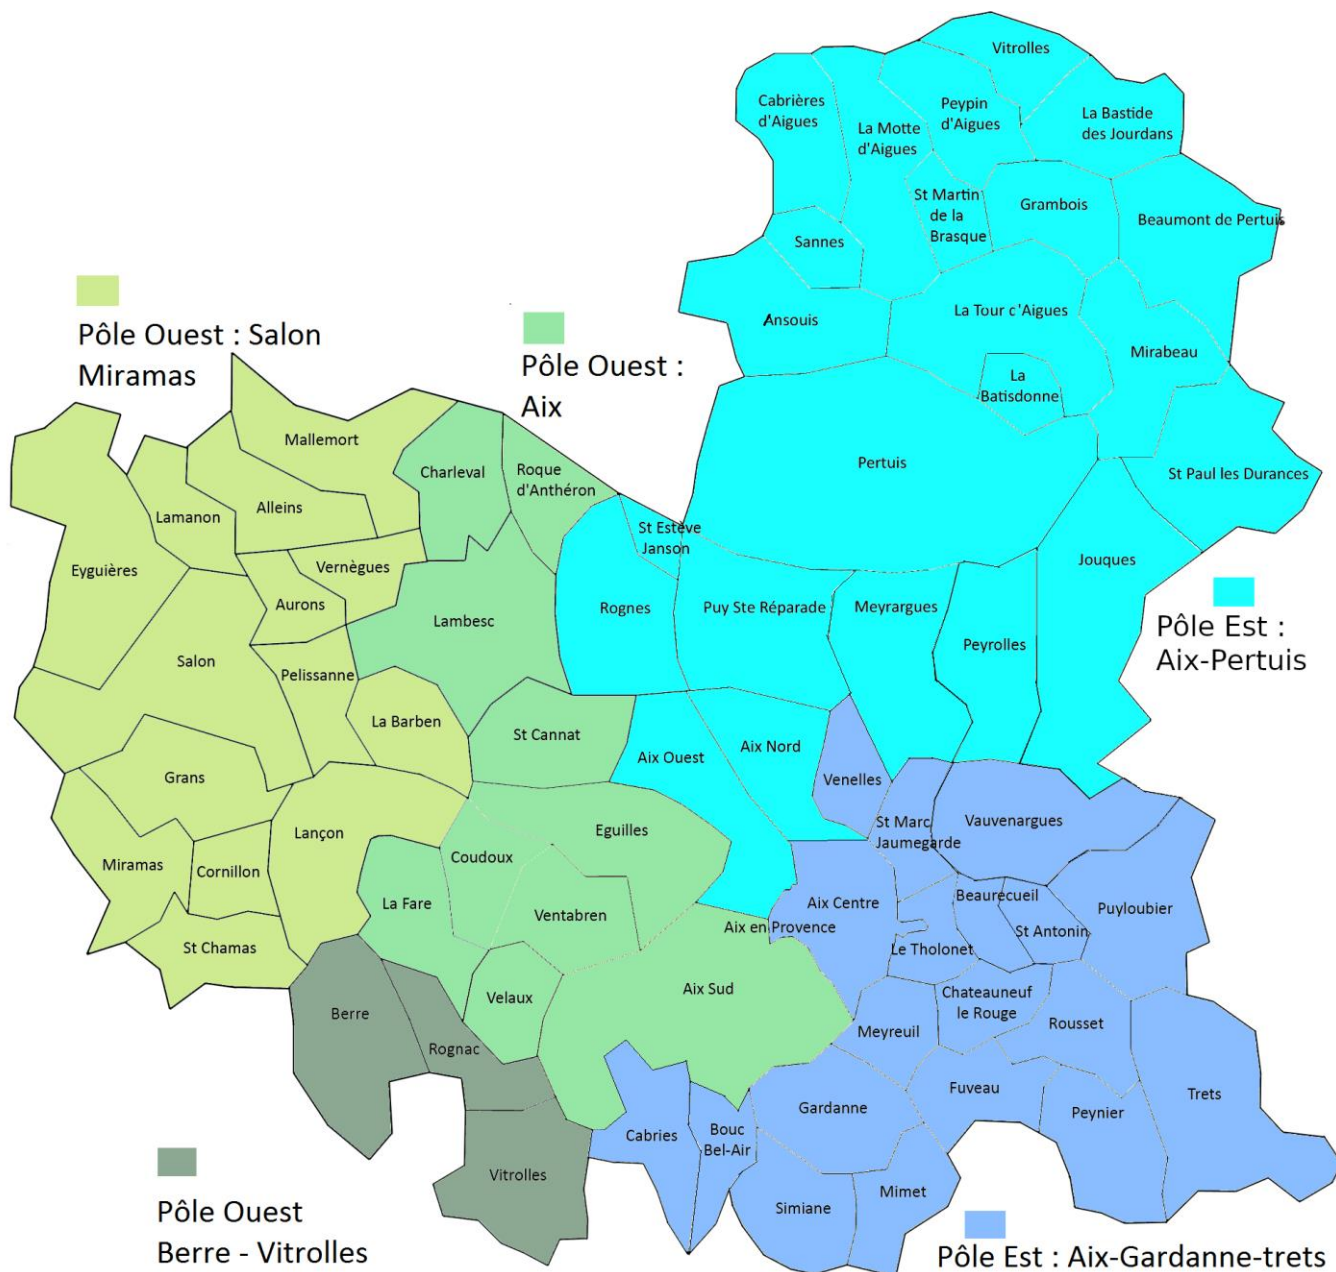 Vitrolles
Cabrières
d'Aigues
La Motte
d'Aigues
Peypin
d'Aigues
La Bastide
des Jourdans
St Martin
de la
Brasque
Grambois
Beaumont de Pertuis
Sannes
Ansouis
La Tour c'Aigues
Mirabeau
La
Batisdonne
Pôle Ouest : Salon
Miramas
Pôle Ouest :
Aix
Mallemort
Charleval
Roque
d'Anthéron
Pertuis
St Paul les Durances
Lamanon
Alleins
St Estève
Janson
Eyguières
Vernègues
Aurons
Jouques
Lambesc
Rognes
Puy Ste Réparade
Meyrargues
Peyrolles
Pôle Est :
Aix-Pertuis
Salon
Pelissanne
La Barben
St Cannat
Aix Ouest
Aix Nord
Venelles
Grans
Lançon
Eguilles
St Marc
Jaumegarde
Vauvenargues
Miramas
Cornillon
Coudoux
La Fare
Ventabren
Aix Centre
Aix en Provence
Beaurecueil
St Antonin
Puyloubier
St Chamas
Le Tholonet
Velaux
Aix Sud
Chateauneuf
le Rouge
Berre
Rognac
Meyreuil
Rousset
Fuveau
Trets
Gardanne
Peynier
Cabries
Bouc
Bel-Air
Vitrolles
Simiane
Mimet
Pôle Ouest
Berre - Vitrolles
Pôle Est : Aix-Gardanne-trets